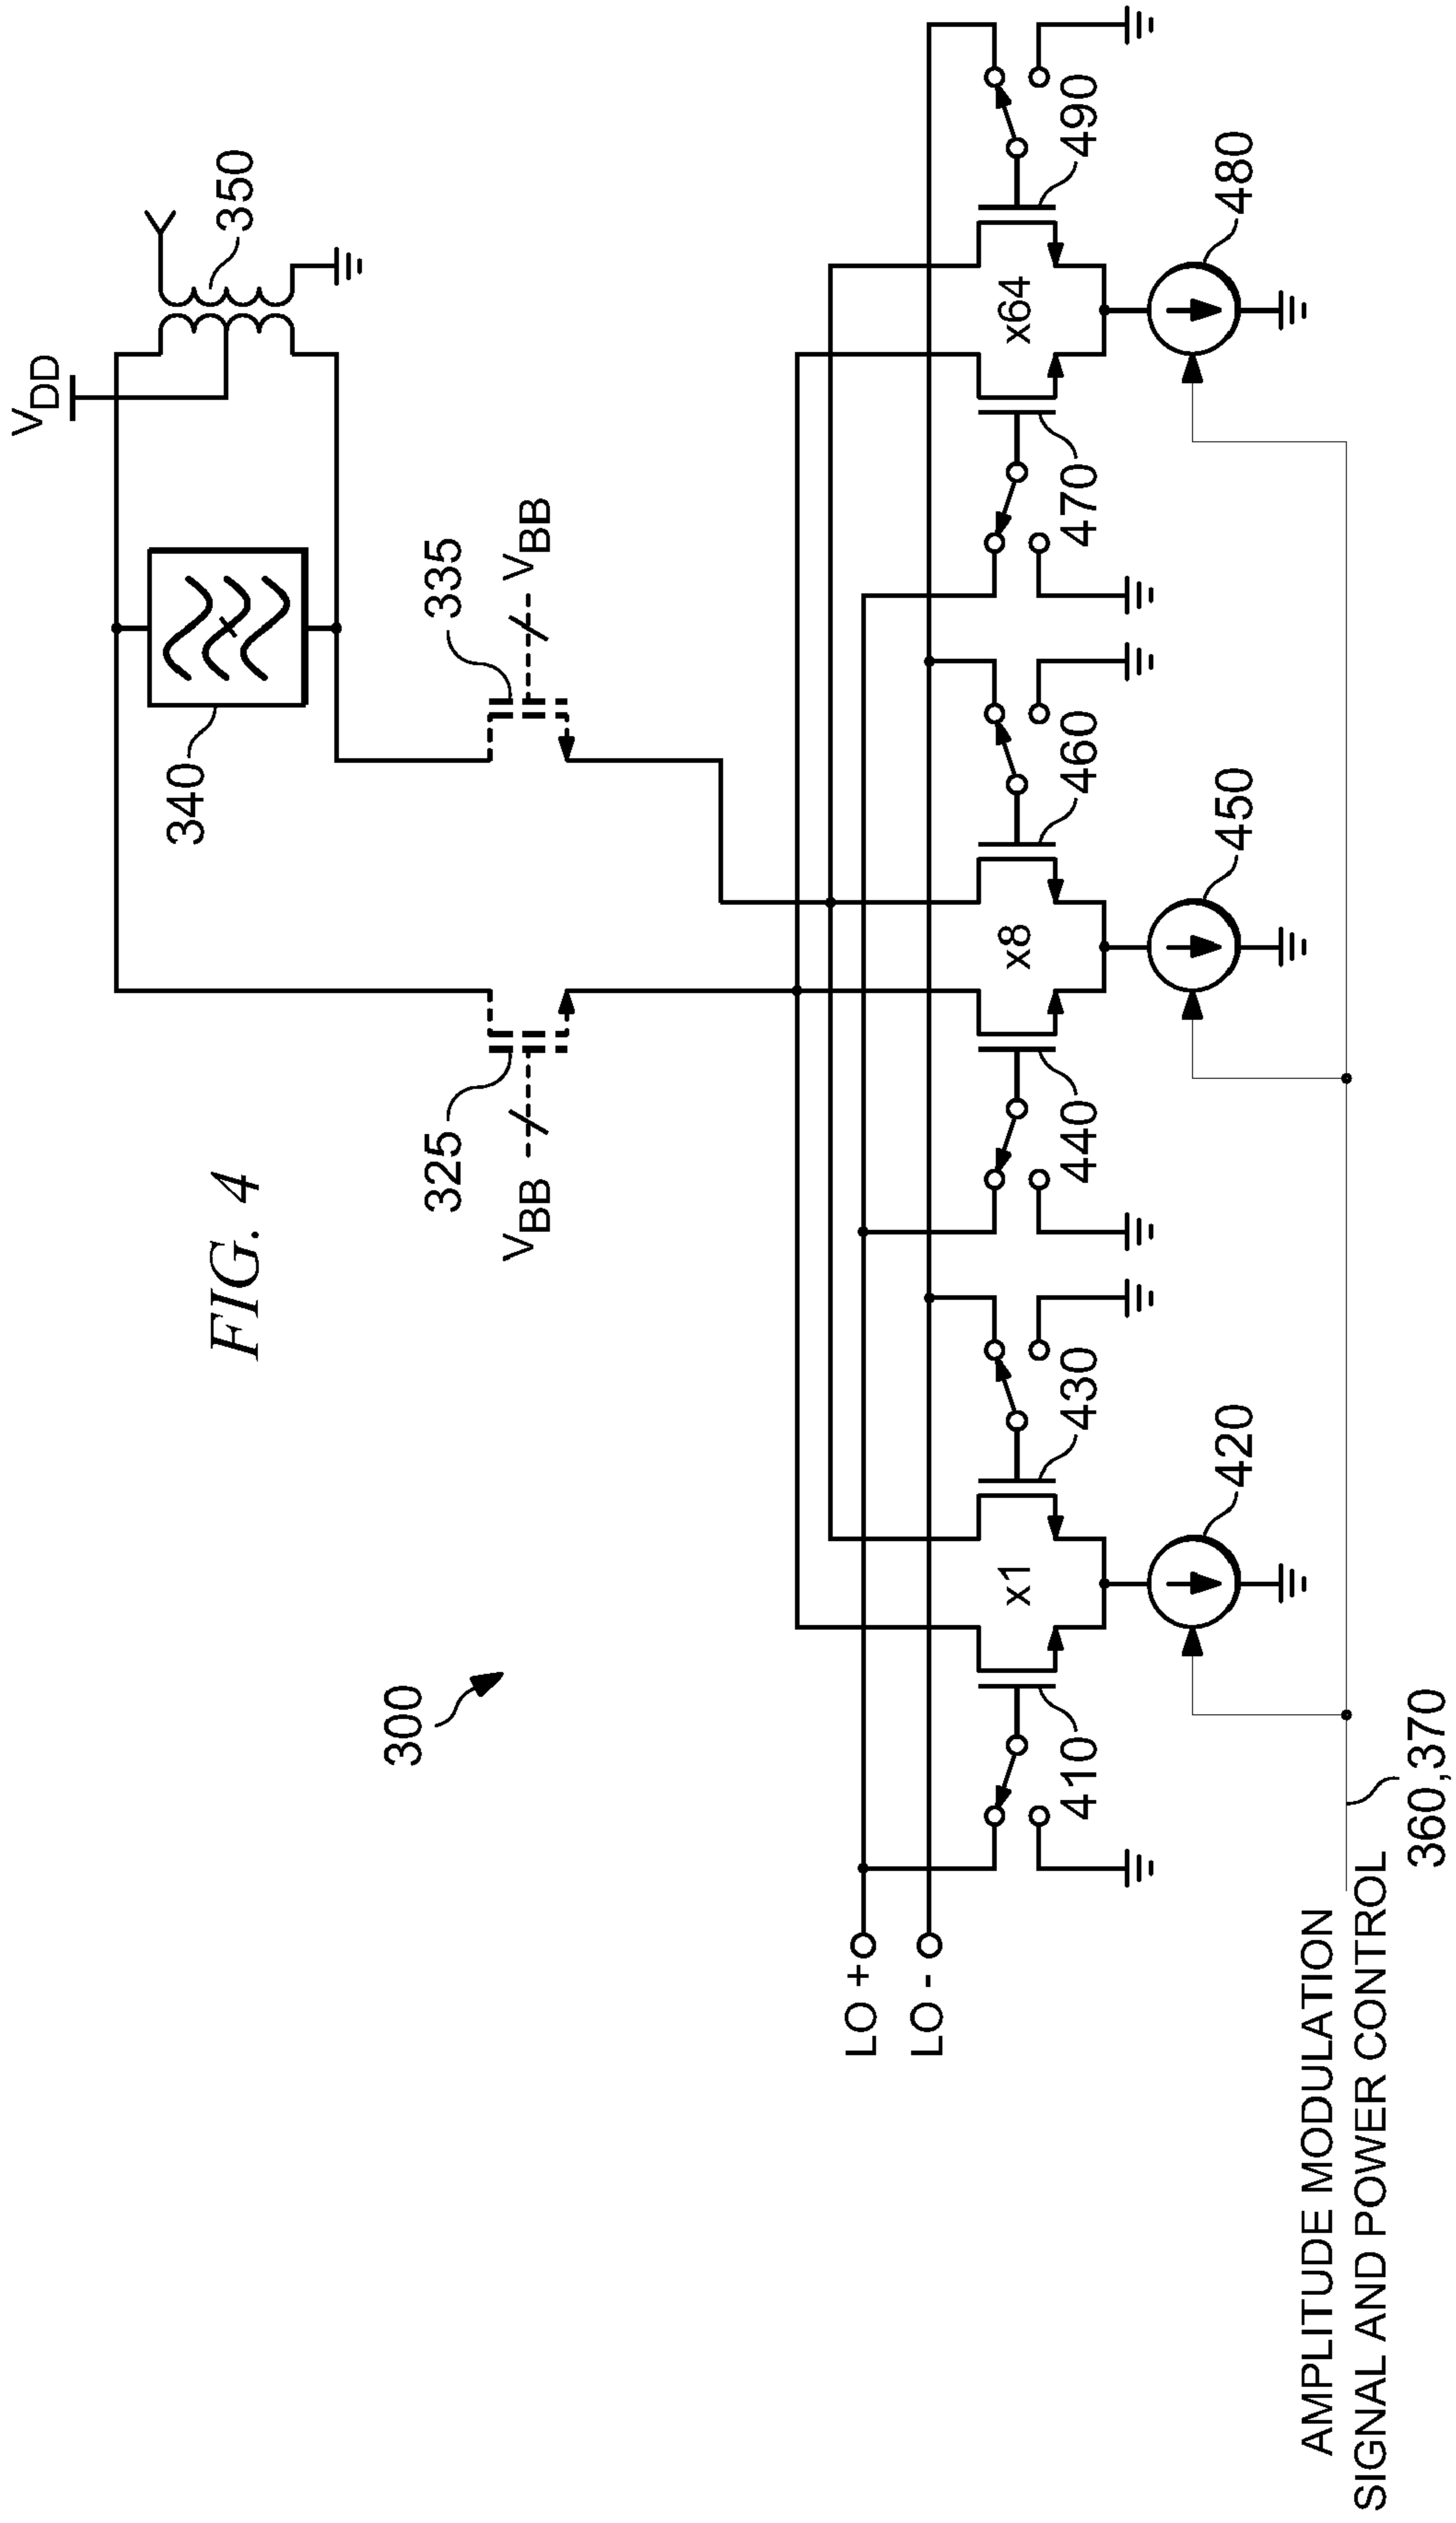 FIG. 4
300
V_DD
350
340
325
335
V_BB
V_BB
LO +
LO -
x1
x8
x64
410
430
440
460
470
490
420
450
480
AMPLITUDE MODULATION
SIGNAL AND POWER CONTROL
360,370